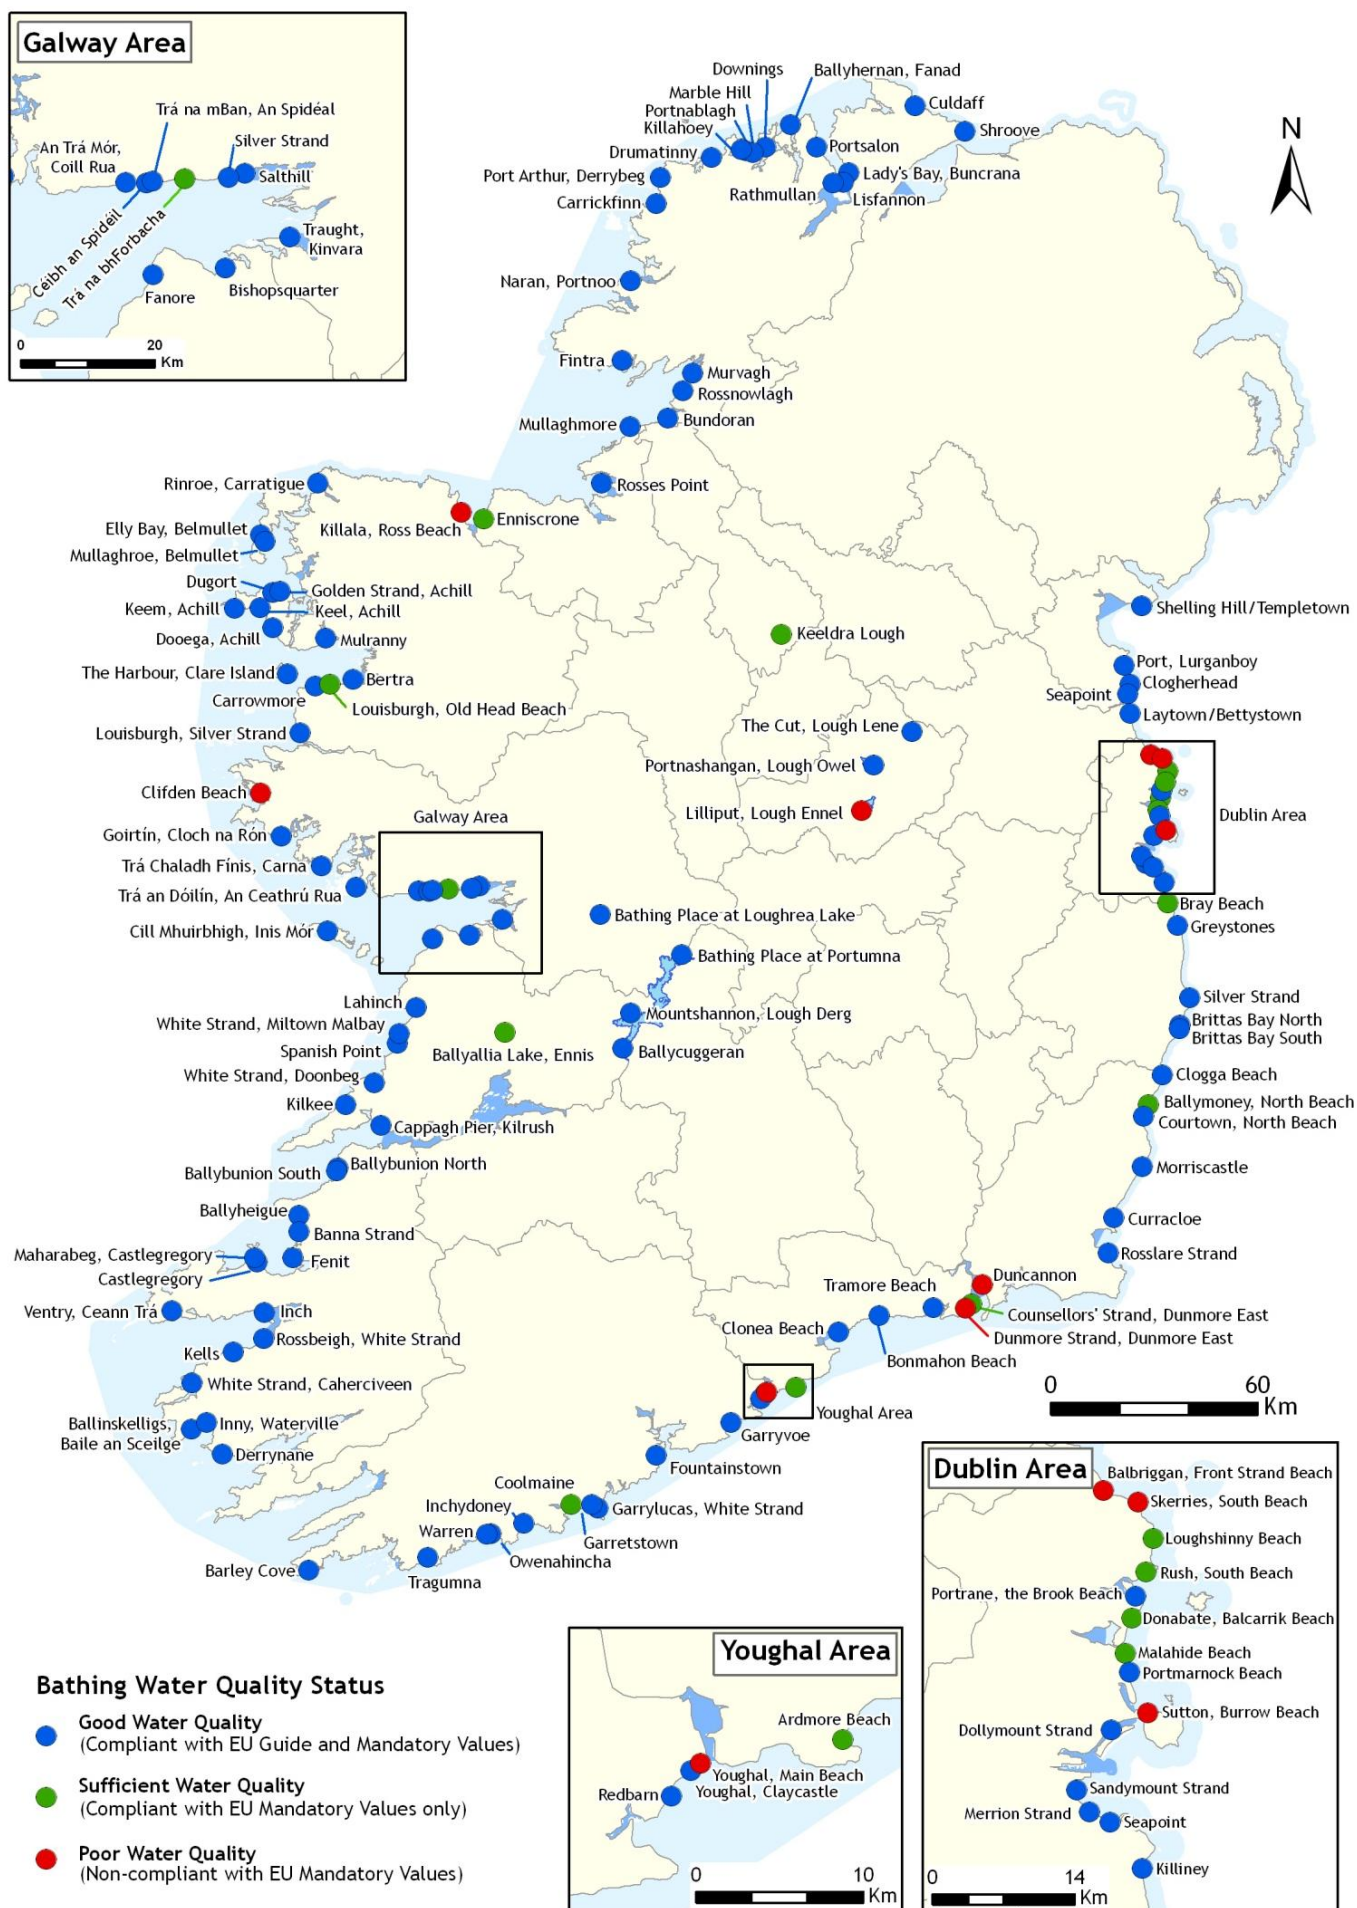 Galway Area
Trá na mBan, An Spidéal
An Trá Mór,
Coill Rua
Silver Strand
Salthill
Céibh an Spidéil
Trá na bhForbacha
Traught,
Kinvara
Fanore
Bishopsquarter
0 20
Km
Downings
Marble Hill
Portnablagh
Killahoey
Ballyhernan, Fanad
Culdaff
Shroove
N
Drumatinny
Portsalon
Port Arthur, Derrybeg
Lady's Bay, Buncrana
Carrickfinn
Rathmullan
Lisfannon
Naran, Portnoo
Fintra
Murvagh
Rossnowlagh
Mullaghmore
Bundoran
Rinroe, Carratigue
Rosses Point
Killala, Ross Beach
Enniscrone
Elly Bay, Belmullet
Mullaghroe, Belmullet
Dugort
Golden Strand, Achill
Keem, Achill
Keel, Achill
Dooega, Achill
Mulranny
Keeldra Lough
Shelling Hill/Templetown
The Harbour, Clare Island
Bertra
Carrowmore
Louisburgh, Old Head Beach
Port, Lurganboy
Clogherhead
Seapoint
Laytown/Bettystown
Louisburgh, Silver Strand
The Cut, Lough Lene
Portnashangan, Lough Owel
Clifden Beach
Lilliput, Lough Ennel
Galway Area
Dublin Area
Goirtín, Cloch na Rón
Trá Chaladh Fínis, Carna
Trá an Dóilín, An Ceathrú Rua
Cill Mhuirbhigh, Inis Mór
Bathing Place at Loughrea Lake
Bray Beach
Greystones
Bathing Place at Portumna
Lahinch
White Strand, Miltown Malbay
Spanish Point
Ballyallia Lake, Ennis
Mountshannon, Lough Derg
Ballycuggeran
Silver Strand
Brittas Bay North
Brittas Bay South
White Strand, Doonbeg
Clogga Beach
Kilkee
Ballymoney, North Beach
Cappagh Pier, Kilrush
Courtown, North Beach
Ballybunion North
Ballybunion South
Morriscastle
Ballyheigue
Banna Strand
Curracloe
Maharabeg, Castlegregory
Castlegregory
Fenit
Rosslare Strand
Ventry, Ceann Trá
Inch
Tramore Beach
Duncannon
Counsellors' Strand, Dunmore East
Dunmore Strand, Dunmore East
Rossbeigh, White Strand
Clonea Beach
Bonmahon Beach
Kells
White Strand, Caherciveen
0 60
Km
Youghal Area
Ballinskelligs,
Baile an Sceilge
Inny, Waterville
Garryvoe
Derrynane
Fountainstown
Coolmaine
Inchydoney
Garrylucas, White Strand
Warren
Garretstown
Owenahincha
Barley Cove
Tragumna
Dublin Area
Balbriggan, Front Strand Beach
Skerries, South Beach
Loughshinny Beach
Rush, South Beach
Portrane, the Brook Beach
Donabate, Balcarrik Beach
Malahide Beach
Portmarnock Beach
Sutton, Burrow Beach
Dollymount Strand
Sandymount Strand
Merrion Strand
Seapoint
Killiney
0 14
Km
Youghal Area
Ardmore Beach
Youghal, Main Beach
Youghal, Claycastle
Redbarn
0 10
Km
Bathing Water Quality Status
Good Water Quality
(Compliant with EU Guide and Mandatory Values)
Sufficient Water Quality
(Compliant with EU Mandatory Values only)
Poor Water Quality
(Non-compliant with EU Mandatory Values)